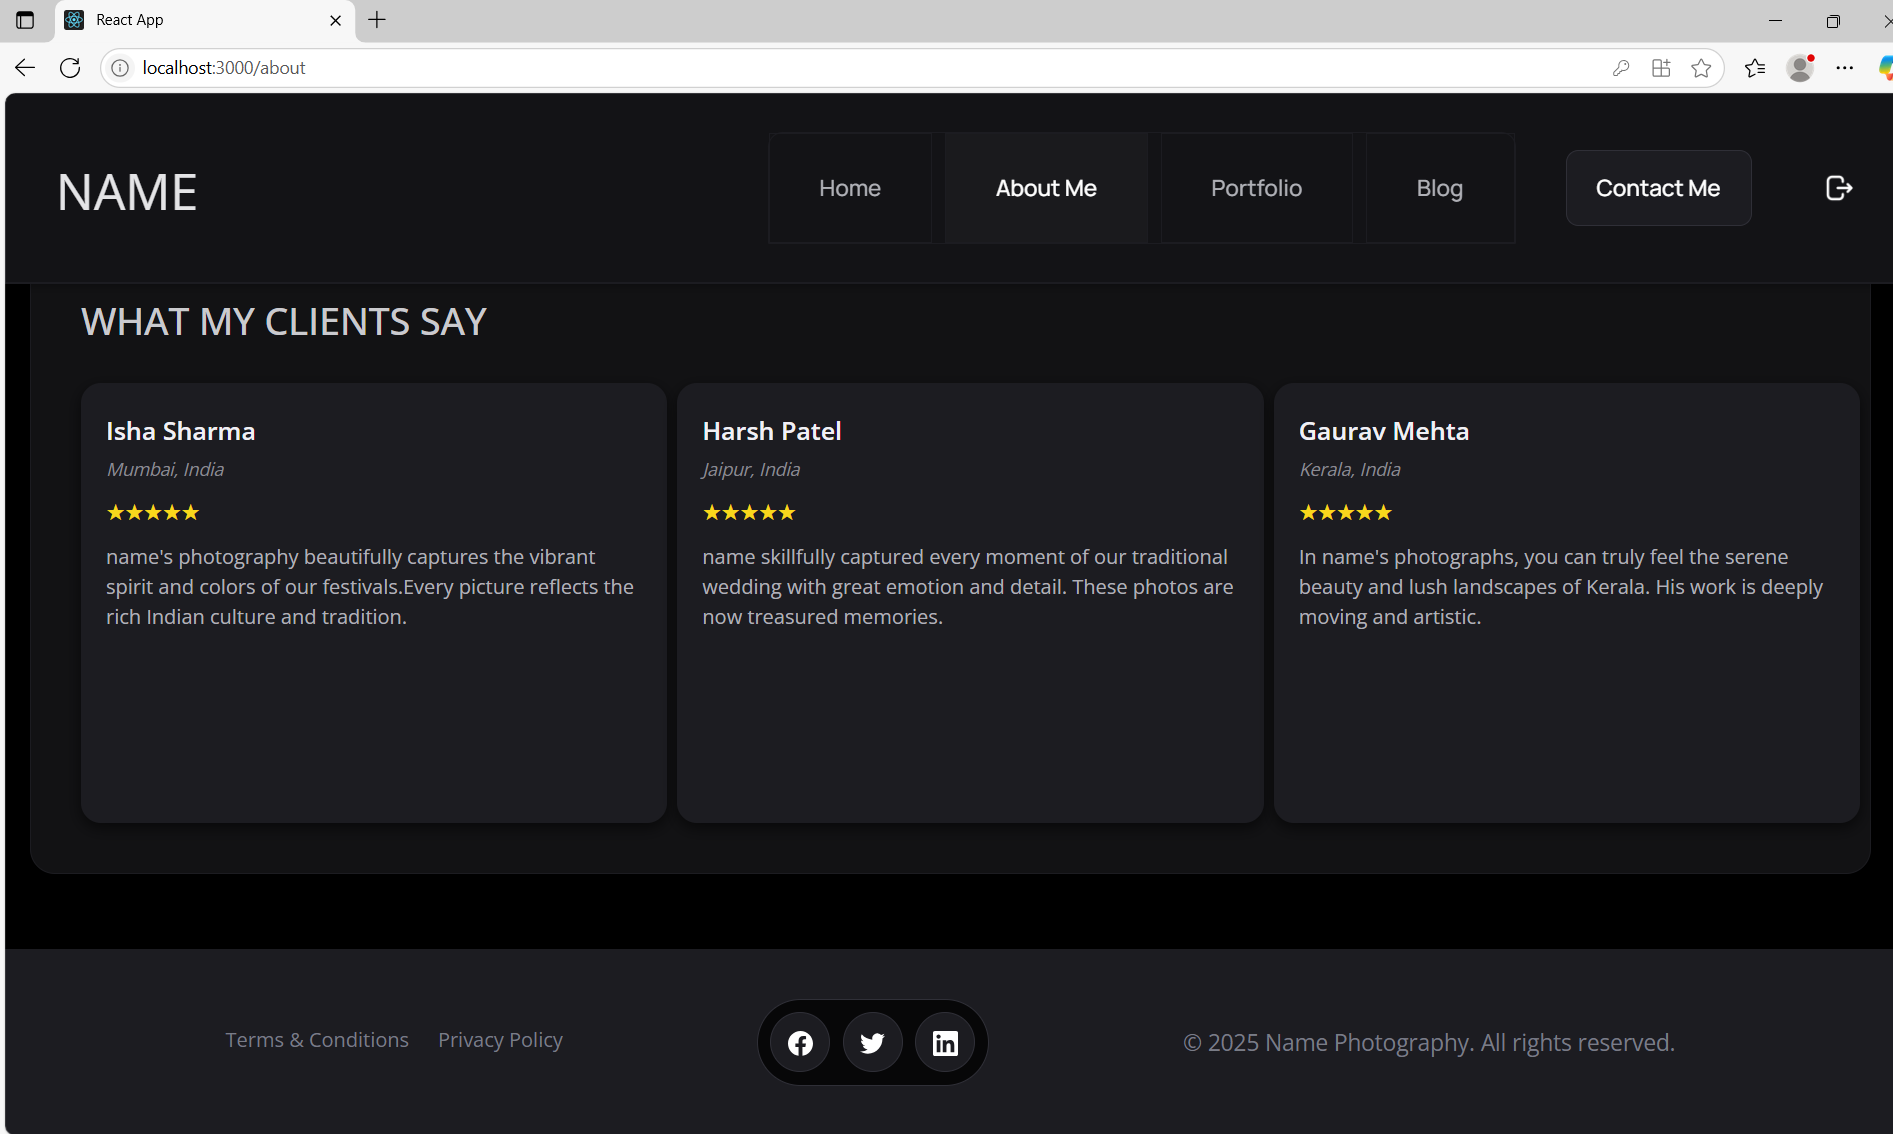 React App
localhost:3000/about
NAME
Home
About Me
Portfolio
Blog
Contact Me
WHAT MY CLIENTS SAY
Isha Sharma
Mumbai, India
★★★★★
name's photography beautifully captures the vibrant
spirit and colors of our festivals.Every picture reflects the
rich Indian culture and tradition.
Harsh Patel
Jaipur, India
★★★★★
name skillfully captured every moment of our traditional
wedding with great emotion and detail. These photos are
now treasured memories.
Gaurav Mehta
Kerala, India
★★★★★
In name's photographs, you can truly feel the serene
beauty and lush landscapes of Kerala. His work is deeply
moving and artistic.
Terms & Conditions
Privacy Policy
© 2025 Name Photography. All rights reserved.